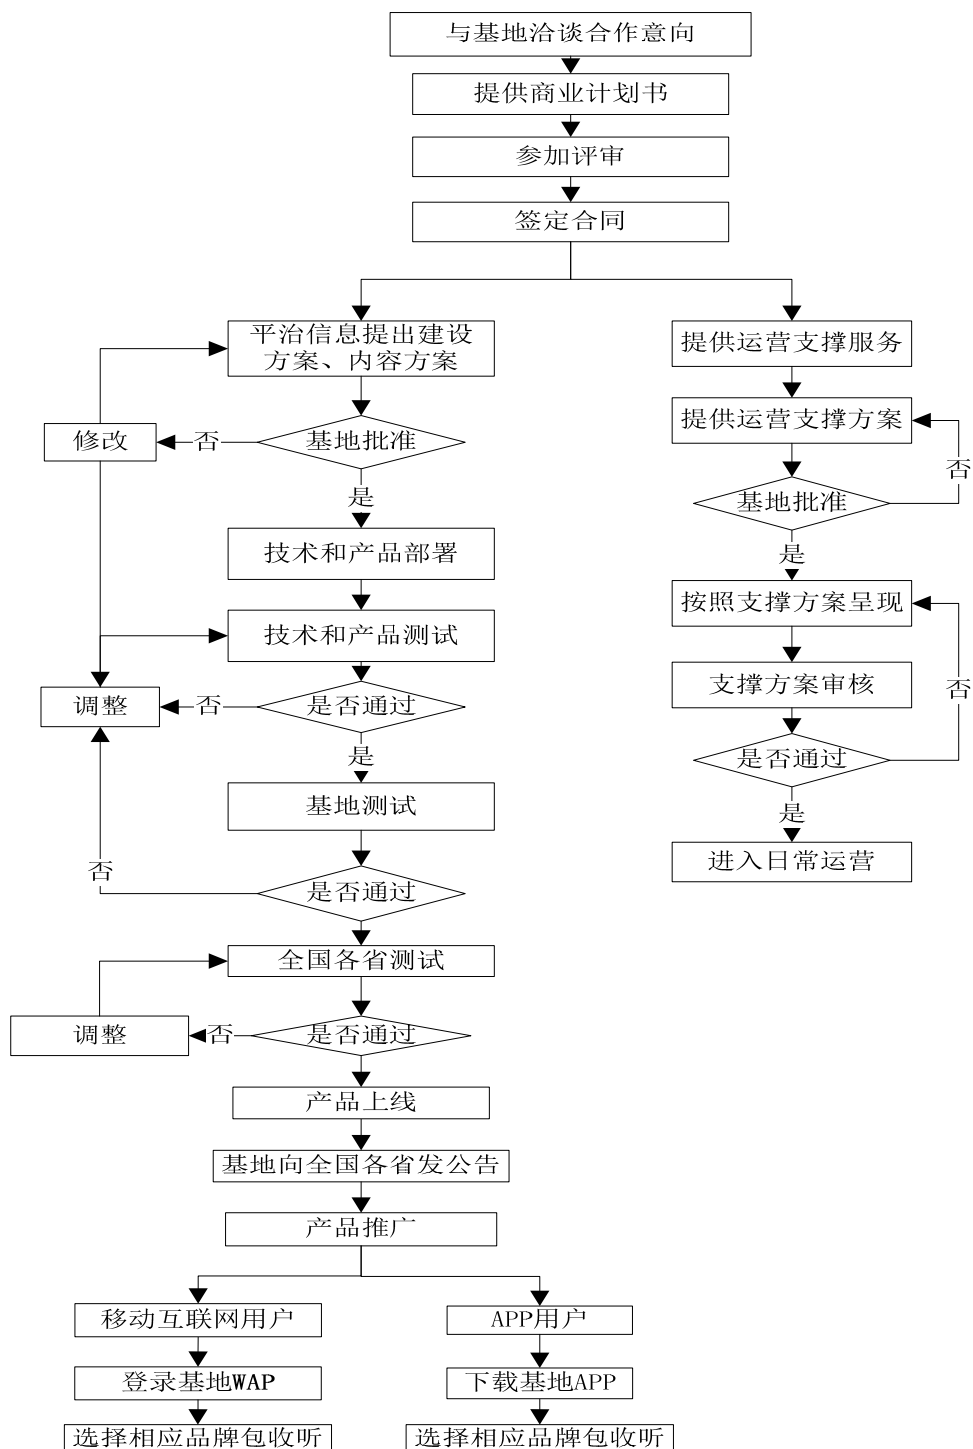 与基地洽谈合作意向
提供商业计划书
参加评审
签定合同
平治信息提出建设
方案、内容方案
修改
否
基地批准
是
技术和产品部署
技术和产品测试
调整
否
是否通过
是
基地测试
否
是否通过
全国各省测试
调整
否
是否通过
产品上线
基地向全国各省发公告
产品推广
移动互联网用户
登录基地WAP
选择相应品牌包收听
APP用户
下载基地APP
选择相应品牌包收听
提供运营支撑服务
提供运营支撑方案
否
基地批准
是
按照支撑方案呈现
支撑方案审核
否
是否通过
是
进入日常运营